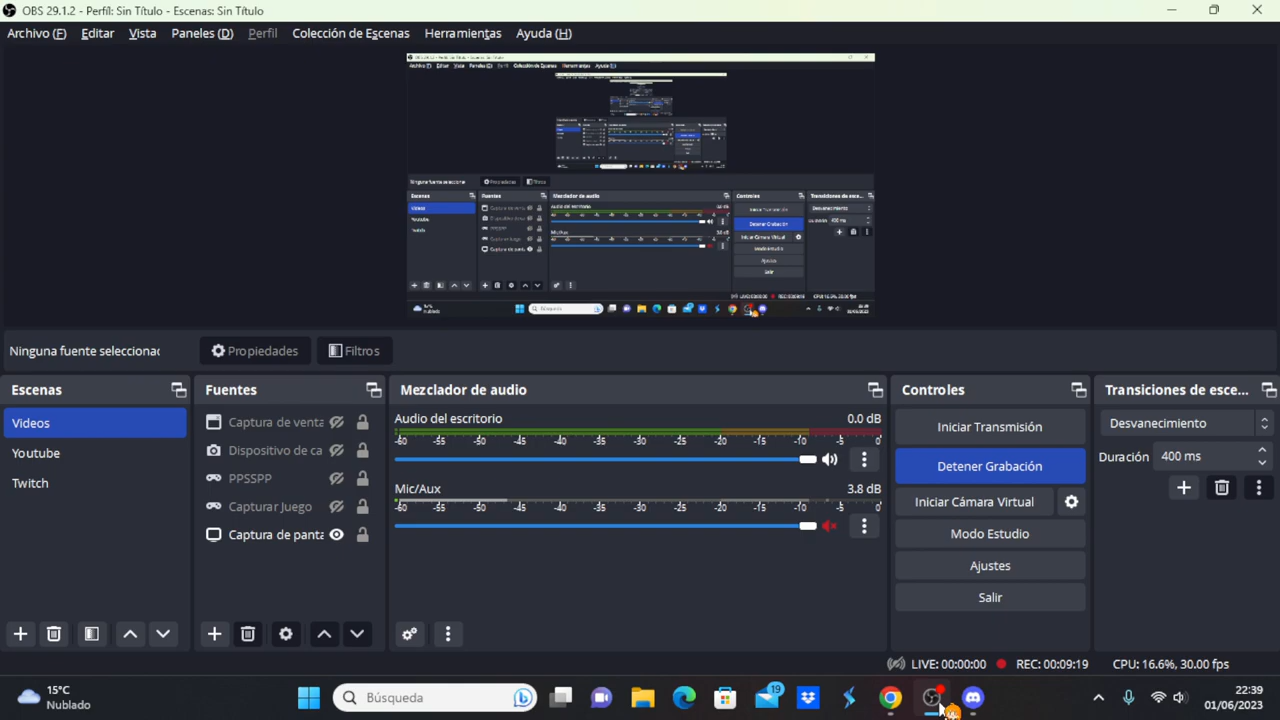 OBS 29.1.2 - Perfil: Sin Título - Escenas: Sin Título
Archivo (F) Editar Vista Paneles (D) Perfil Colección de Escenas Herramientas Ayuda (H)
Ninguna fuente seleccionac Propiedades Filtros
Escenas
Videos
Youtube
Twitch
Fuentes
Captura de venta
Dispositivo de ca
PPSSPP
Capturar Juego
Captura de panta
Mezclador de audio
Audio del escritorio 0.0 dB
-60 -55 -50 -45 -40 -35 -30 -25 -20 -15 -10 -5 0
Mic/Aux 3.8 dB
-60 -55 -50 -45 -40 -35 -30 -25 -20 -15 -10 -5 0
Controles
Iniciar Transmisión
Detener Grabación
Iniciar Cámara Virtual
Modo Estudio
Ajustes
Salir
Transiciones de esce...
Desvanecimiento
Duración 400 ms
LIVE: 00:00:00 REC: 00:09:19 CPU: 16.6%, 30.00 fps
15°C
Nublado
Búsqueda
19
22:39
01/06/2023